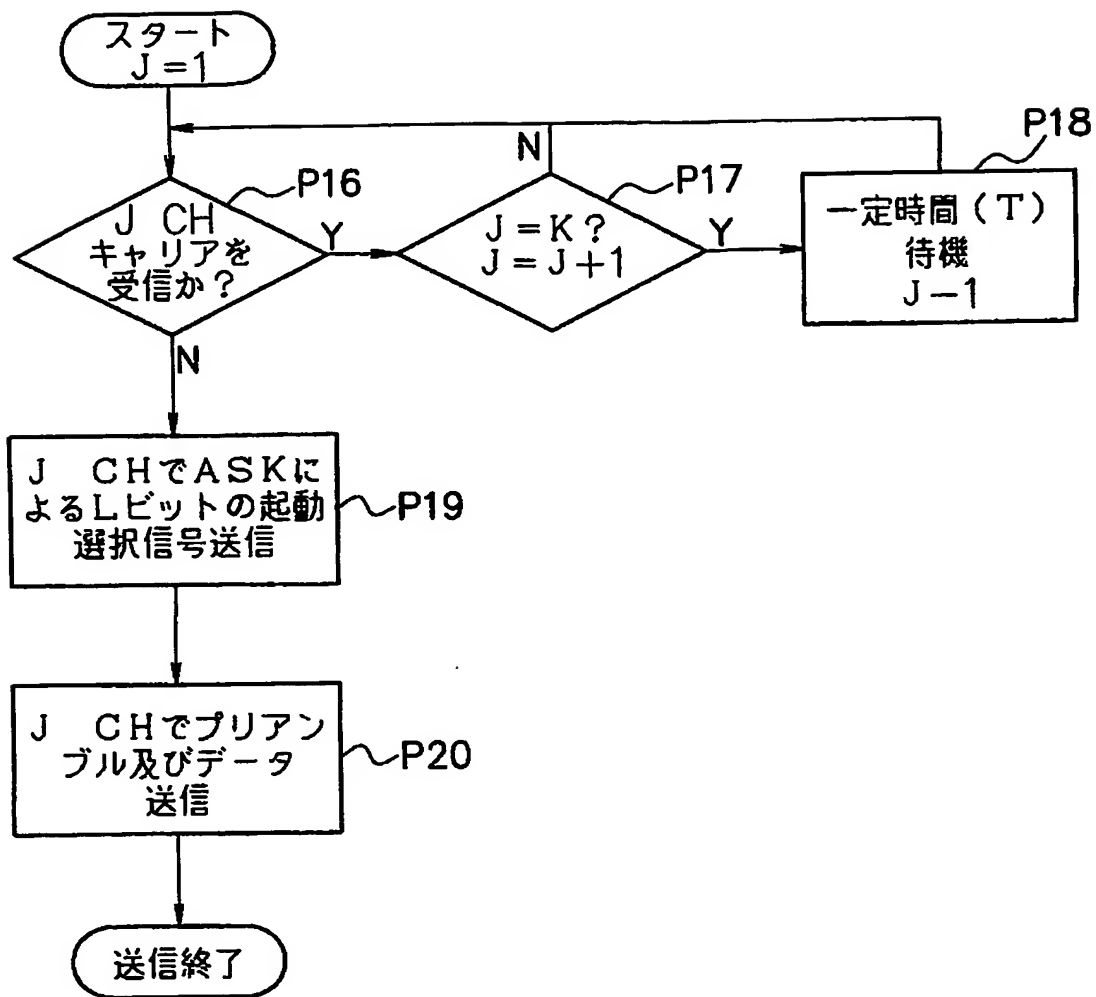 スタート
J=1
P16
J CH
キャリアを
受信か?
Y
N
N
P17
J=K?
J=J+1
Y
P18
一定時間(T)
待機
J-1
J CHでASKに
よるLビットの起動
選択信号送信
P19
J CHでプリアン
ブル及びデータ
送信
P20
送信終了